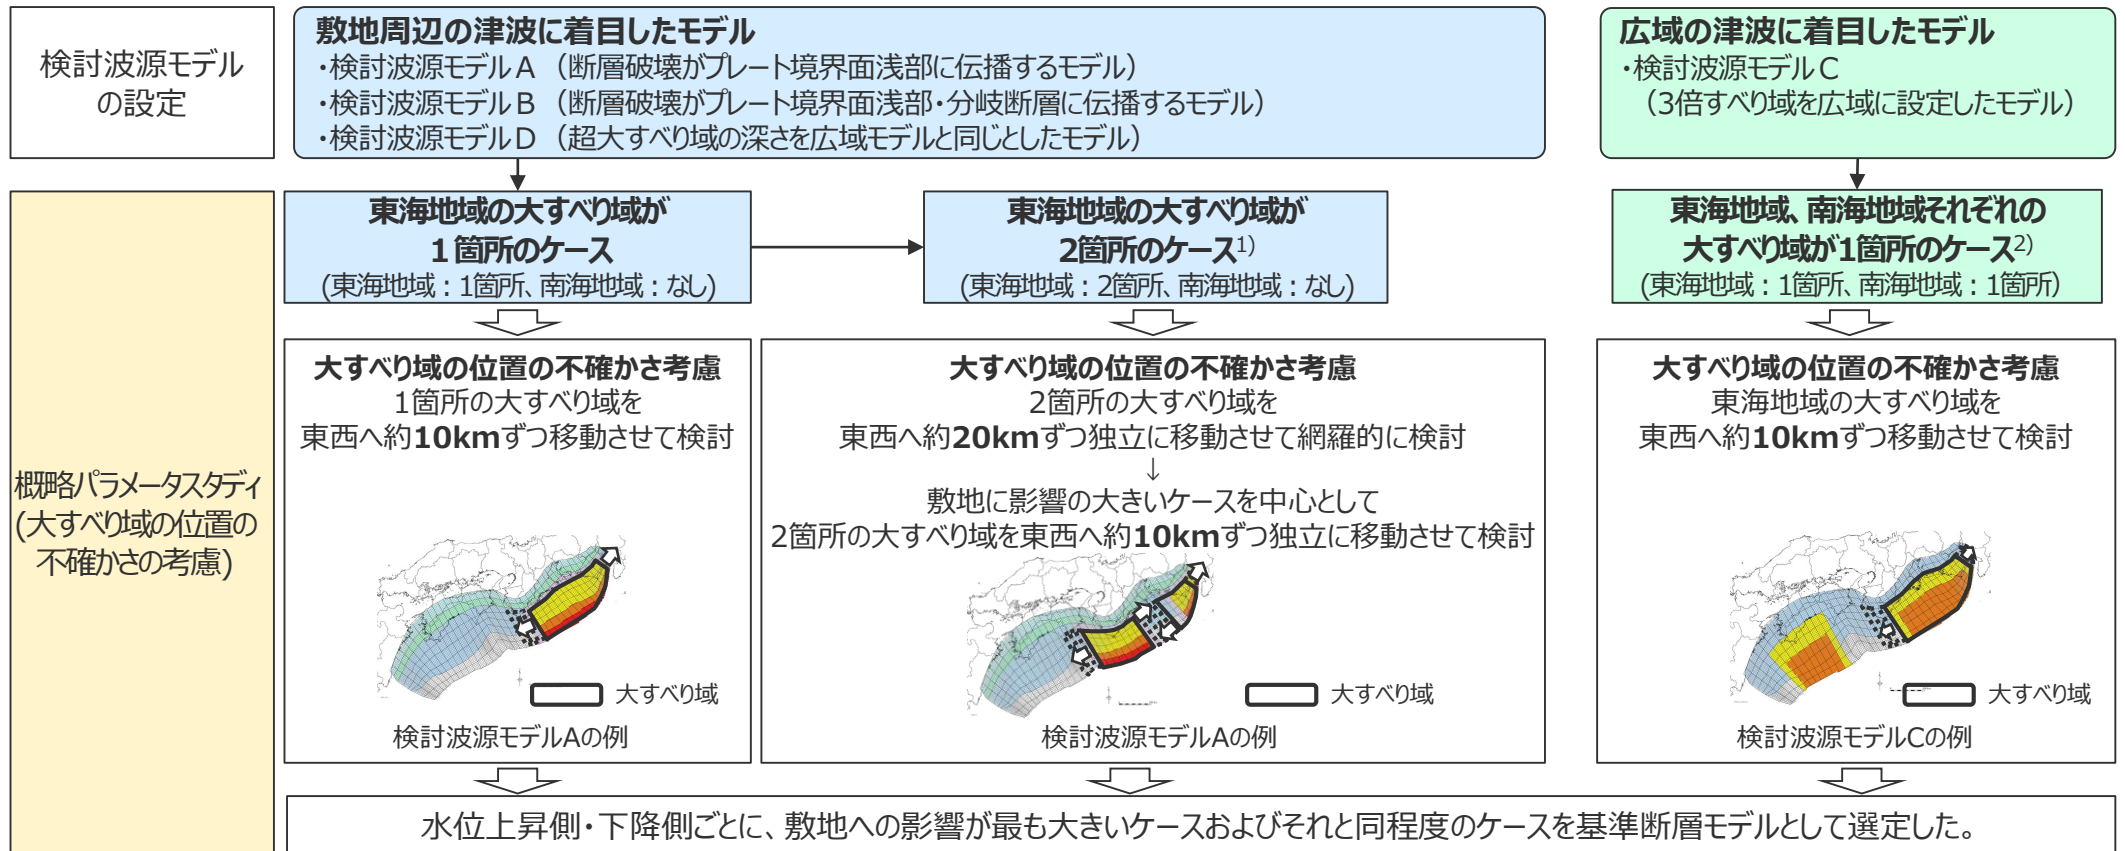 検討波源モデル
の設定
敷地周辺の津波に着目したモデル
・検討波源モデルA（断層破壊がプレート境界面浅部に伝播するモデル）
・検討波源モデルB（断層破壊がプレート境界面浅部・分岐断層に伝播するモデル）
・検討波源モデルD（超大すべり域の深さを広域モデルと同じとしたモデル）
広域の津波に着目したモデル
・検討波源モデルC
（3倍すべり域を広域に設定したモデル）
概略パラメータスタディ
(大すべり域の位置の
不確かさの考慮)
東海地域の大すべり域が
1箇所のケース
(東海地域：1箇所、南海地域：なし)
東海地域の大すべり域が
2箇所のケース1)
(東海地域：2箇所、南海地域：なし)
東海地域、南海地域それぞれの
大すべり域が1箇所のケース2)
(東海地域：1箇所、南海地域：1箇所)
大すべり域の位置の不確かさ考慮
1箇所の大すべり域を
東西へ約10kmずつ移動させて検討
大すべり域
検討波源モデルAの例
大すべり域の位置の不確かさ考慮
2箇所の大すべり域を
東西へ約20kmずつ独立に移動させて網羅的に検討
↓
敷地に影響の大きいケースを中心として
2箇所の大すべり域を東西へ約10kmずつ独立に移動させて検討
大すべり域
検討波源モデルAの例
大すべり域の位置の不確かさ考慮
東海地域の大すべり域を
東西へ約10kmずつ移動させて検討
大すべり域
検討波源モデルCの例
水位上昇側・下降側ごとに、敷地への影響が最も大きいケースおよびそれと同程度のケースを基準断層モデルとして選定した。